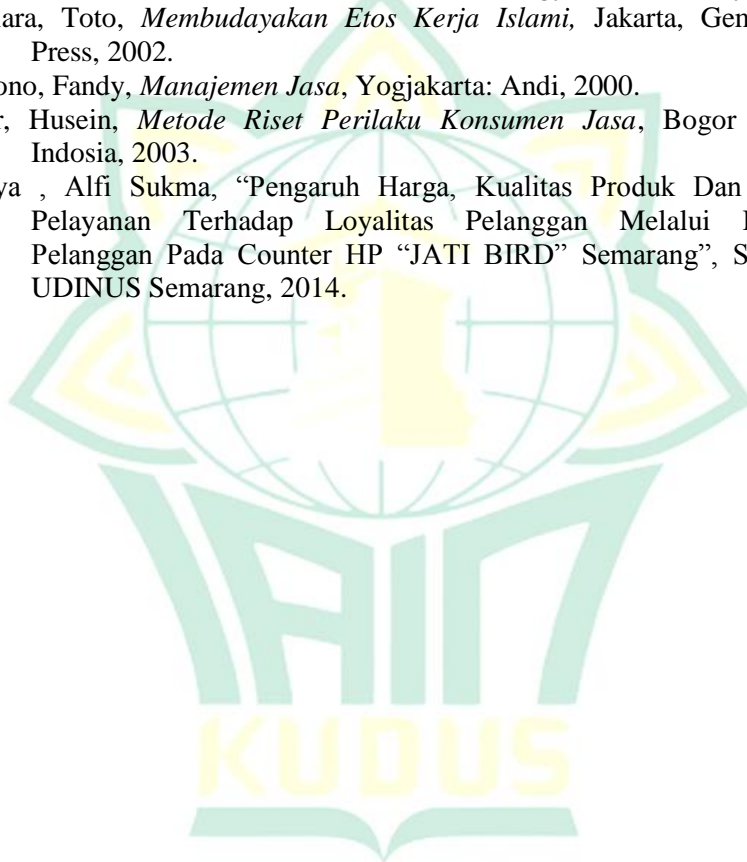 ara, Toto, Membudayakan Etos Kerja Islami, Jakarta, Gem
Press, 2002.
ono, Fandy, Manajemen Jasa, Yogjakarta: Andi, 2000.
r, Husein, Metode Riset Perilaku Konsumen Jasa, Bogor
Indosia, 2003.
ya , Alfi Sukma, “Pengaruh Harga, Kualitas Produk Dan
Pelayanan Terhadap Loyalitas Pelanggan Melalui
Pelanggan Pada Counter HP “JATI BIRD” Semarang”, S
UDINUS Semarang, 2014.
IAIN
KUDUS